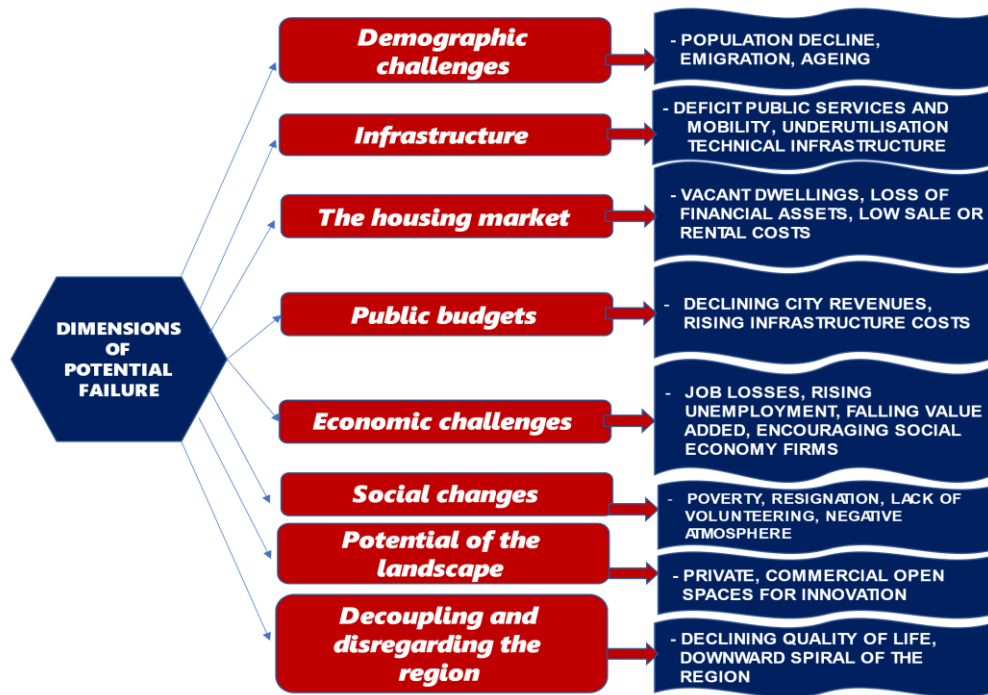 DIMENSIONS
OF
POTENTIAL
FAILURE
Demographic
challenges
- POPULATION DECLINE,
EMIGRATION, AGEING
Infrastructure
- DEFICIT PUBLIC SERVICES AND
MOBILITY, UNDERUTILISATION
TECHNICAL INFRASTRUCTURE
The housing market
- VACANT DWELLINGS, LOSS OF
FINANCIAL ASSETS, LOW SALE OR
RENTAL COSTS
Public budgets
- DECLINING CITY REVENUES,
RISING INFRASTRUCTURE COSTS
Economic challenges
- JOB LOSSES, RISING
UNEMPLOYMENT, FALLING VALUE
ADDED, ENCOURAGING SOCIAL
ECONOMY FIRMS
Social changes
- POVERTY, RESIGNATION, LACK OF
VOLUNTEERING, NEGATIVE
ATMOSPHERE
Potential of the
landscape
- PRIVATE, COMMERCIAL OPEN
SPACES FOR INNOVATION
Decoupling and
disregarding the
region
- DECLINING QUALITY OF LIFE,
DOWNWARD SPIRAL OF THE
REGION